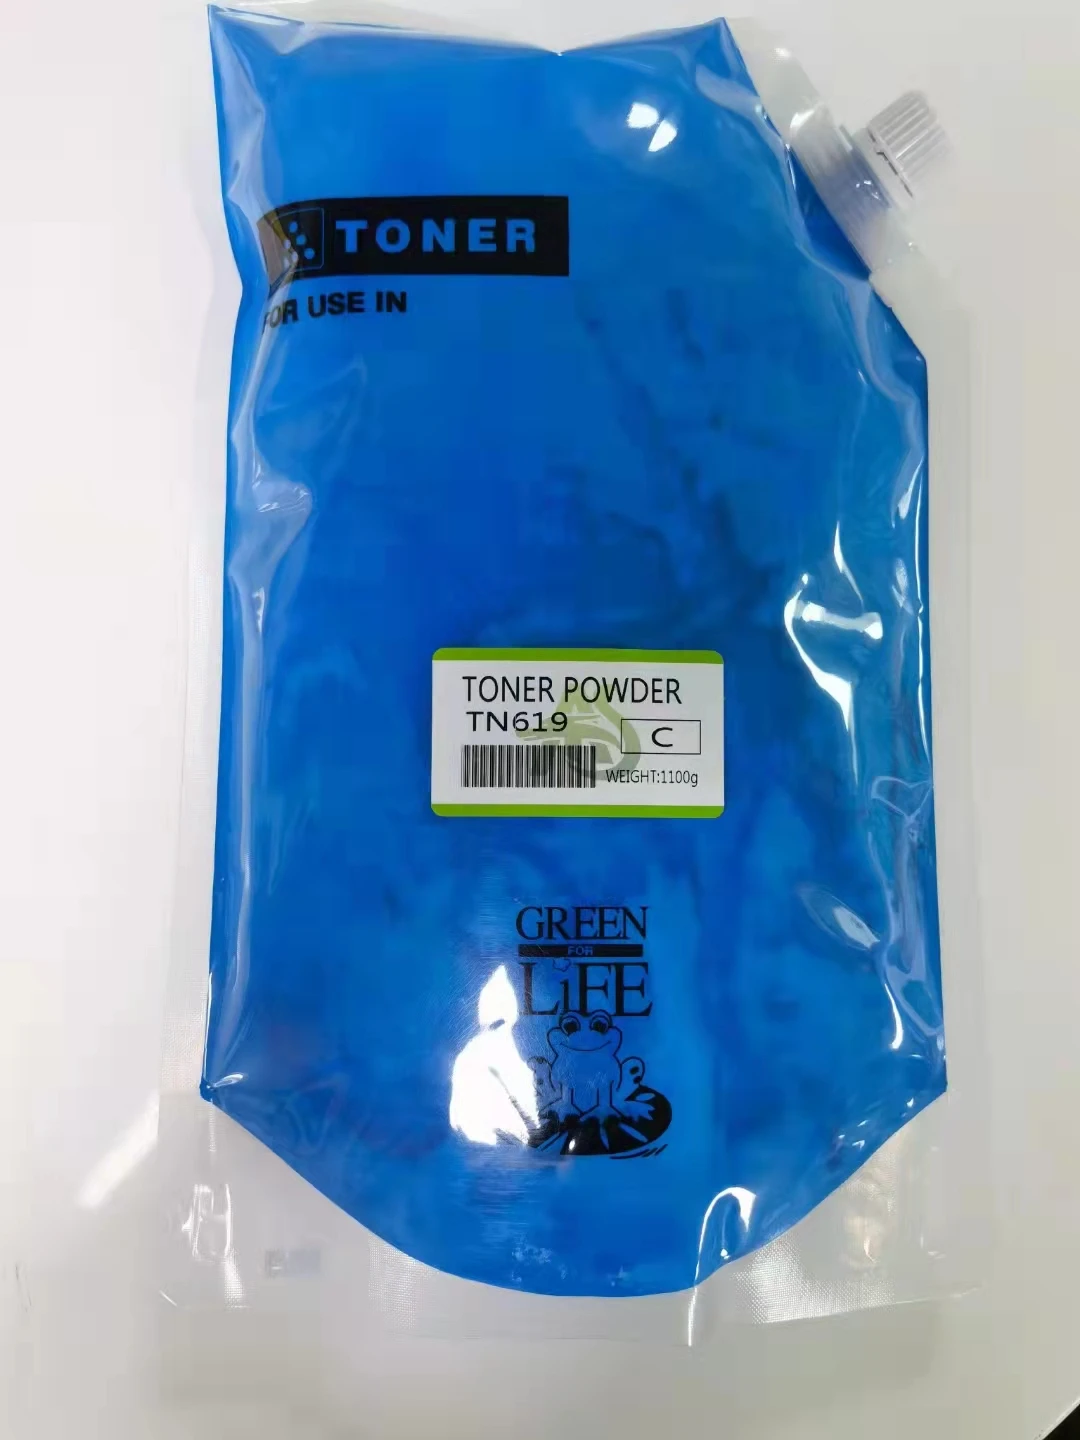 TONER
FOR USE IN
TONER POWDER
TN619
C
WEIGHT:1100g
GREEN
FOR
LiFE